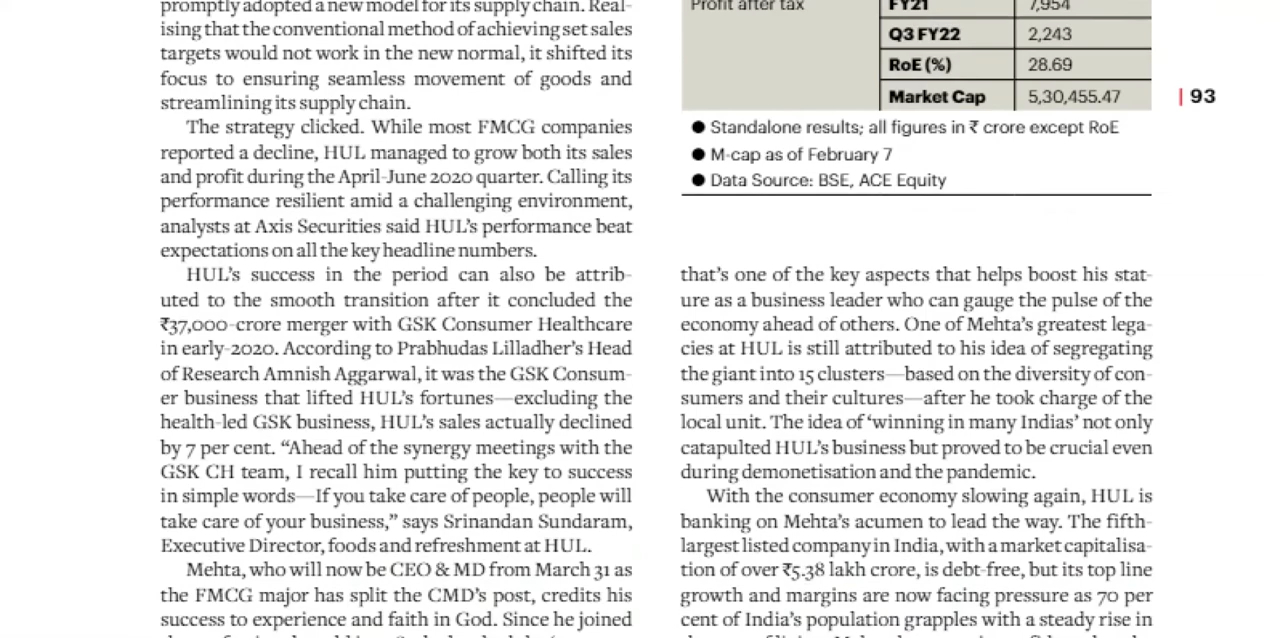 promptly adopted a new model for its supply chain. Real-
ising that the conventional method of achieving set sales
targets would not work in the new normal, it shifted its
focus to ensuring seamless movement of goods and
streamlining its supply chain.
The strategy clicked. While most FMCG companies
reported a decline, HUL managed to grow both its sales
and profit during the April-June 2020 quarter. Calling its
performance resilient amid a challenging environment,
analysts at Axis Securities said HUL’s performance beat
expectations on all the key headline numbers.
HUL’s success in the period can also be attrib-
uted to the smooth transition after it concluded the
₹37,000-crore merger with GSK Consumer Healthcare
in early-2020. According to Prabhudas Lilladher’s Head
of Research Amnish Aggarwal, it was the GSK Consum-
er business that lifted HUL’s fortunes—excluding the
health-led GSK business, HUL’s sales actually declined
by 7 per cent. “Ahead of the synergy meetings with the
GSK CH team, I recall him putting the key to success
in simple words—If you take care of people, people will
take care of your business,” says Srinandan Sundaram,
Executive Director, foods and refreshment at HUL.
Mehta, who will now be CEO & MD from March 31 as
the FMCG major has split the CMD’s post, credits his
success to experience and faith in God. Since he joined
Profit after tax
FY21 7,954
Q3 FY22 2,243
RoE (%) 28.69
Market Cap 5,30,455.47
| 93
● Standalone results; all figures in ₹ crore except RoE
● M-cap as of February 7
● Data Source: BSE, ACE Equity
that’s one of the key aspects that helps boost his stat-
ure as a business leader who can gauge the pulse of the
economy ahead of others. One of Mehta’s greatest lega-
cies at HUL is still attributed to his idea of segregating
the giant into 15 clusters—based on the diversity of con-
sumers and their cultures—after he took charge of the
local unit. The idea of ‘winning in many Indias’ not only
catapulted HUL’s business but proved to be crucial even
during demonetisation and the pandemic.
With the consumer economy slowing again, HUL is
banking on Mehta’s acumen to lead the way. The fifth-
largest listed company in India, with a market capitalisa-
tion of over ₹5.38 lakh crore, is debt-free, but its top line
growth and margins are now facing pressure as 70 per
cent of India’s population grapples with a steady rise in